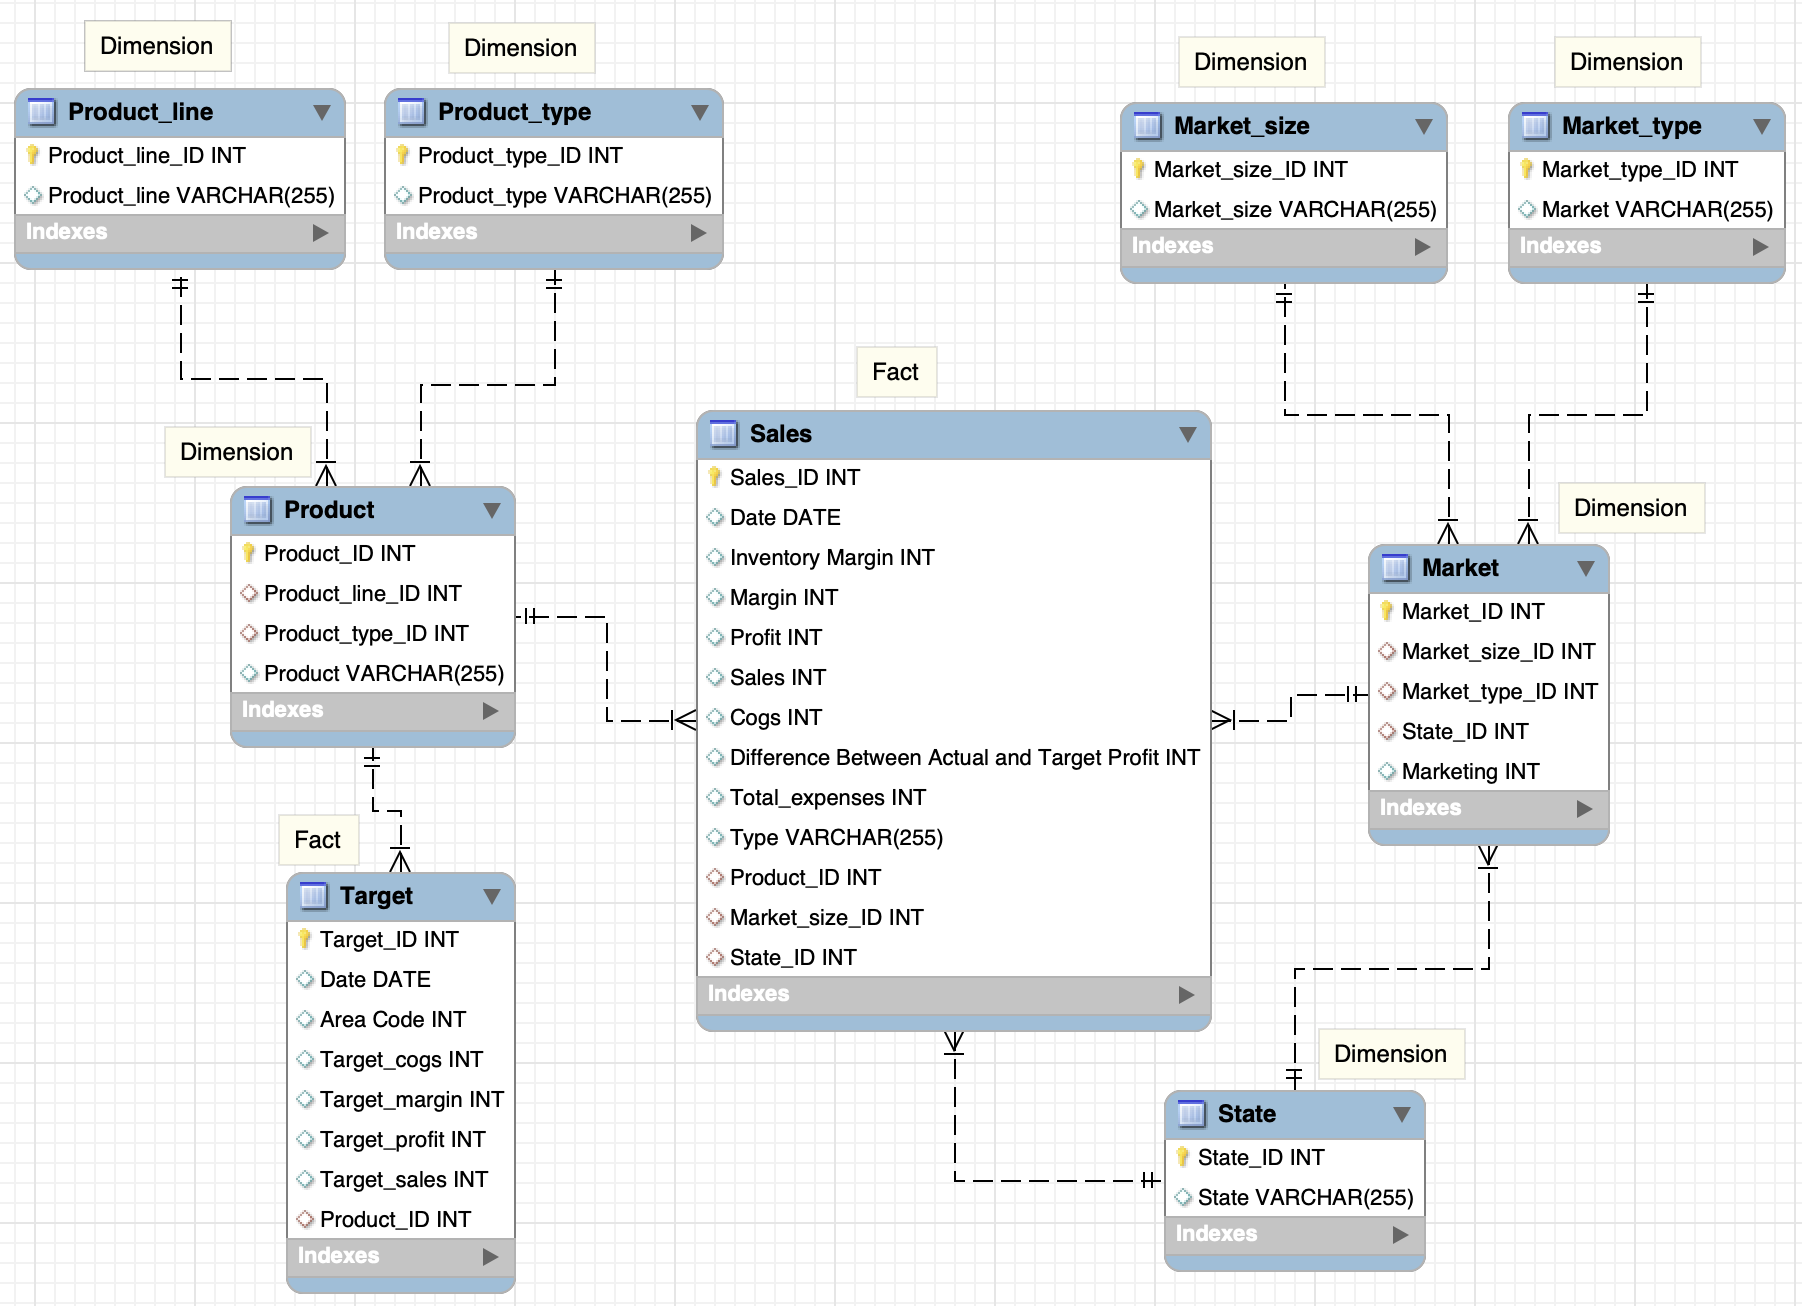 Dimension
Product_line
Product_line_ID INT
Product_line VARCHAR(255)
Indexes
Dimension
Product_type
Product_type_ID INT
Product_type VARCHAR(255)
Indexes
Dimension
Market_size
Market_size_ID INT
Market_size VARCHAR(255)
Indexes
Dimension
Market_type
Market_type_ID INT
Market VARCHAR(255)
Indexes
Dimension
Product
Product_ID INT
Product_line_ID INT
Product_type_ID INT
Product VARCHAR(255)
Indexes
Fact
Sales
Sales_ID INT
Date DATE
Inventory Margin INT
Margin INT
Profit INT
Sales INT
Cogs INT
Difference Between Actual and Target Profit INT
Total_expenses INT
Type VARCHAR(255)
Product_ID INT
Market_size_ID INT
State_ID INT
Indexes
Dimension
Market
Market_ID INT
Market_size_ID INT
Market_type_ID INT
State_ID INT
Marketing INT
Indexes
Fact
Target
Target_ID INT
Date DATE
Area Code INT
Target_cogs INT
Target_margin INT
Target_profit INT
Target_sales INT
Product_ID INT
Indexes
Dimension
State
State_ID INT
State VARCHAR(255)
Indexes